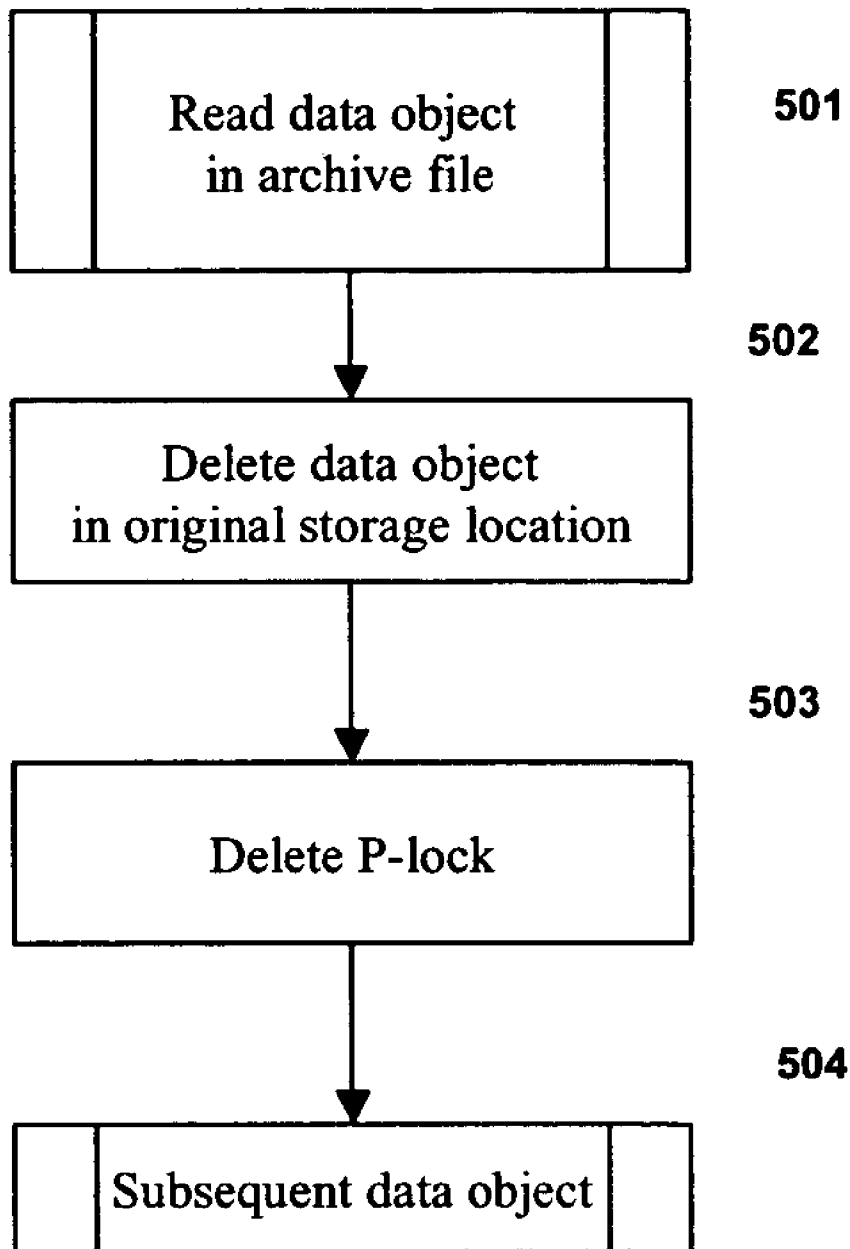 501
Read data object
in archive file
502
Delete data object
in original storage location
503
Delete P-lock
504
Subsequent data object